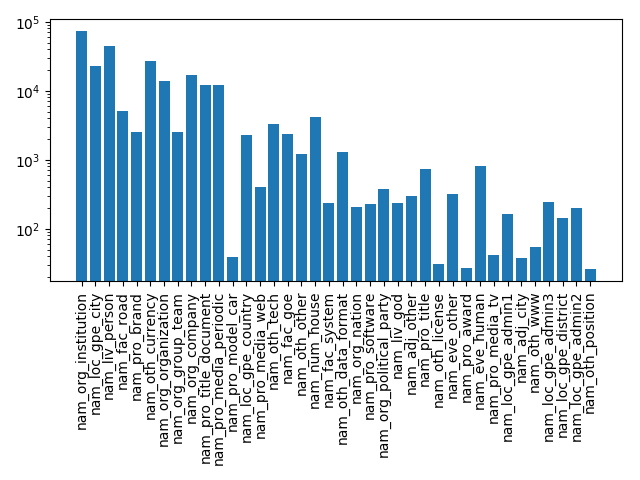 10^5
10^4
10^3
10^2
nam_org_institution
nam_loc_gpe_city
nam_liv_person
nam_fac_road
nam_pro_brand
nam_oth_currency
nam_org_organization
nam_org_group_team
nam_org_company
nam_pro_title_document
nam_pro_media_periodic
nam_pro_model_car
nam_loc_gpe_country
nam_pro_media_web
nam_oth_tech
nam_fac_goe
nam_oth_other
nam_num_house
nam_fac_system
nam_oth_data_format
nam_org_nation
nam_pro_software
nam_org_political_party
nam_liv_god
nam_adj_other
nam_pro_title
nam_oth_license
nam_eve_other
nam_pro_award
nam_eve_human
nam_pro_media_tv
nam_loc_gpe_admin1
nam_adj_city
nam_oth_www
nam_loc_gpe_admin3
nam_loc_gpe_district
nam_loc_gpe_admin2
nam_oth_position